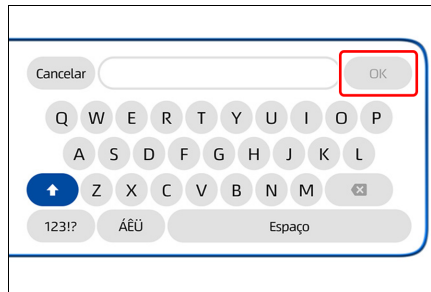 Cancelar OK
Q W E R T Y U I O P
A S D F G H J K L
Z X C V B N M
123!? ÁÊÜ Espaço